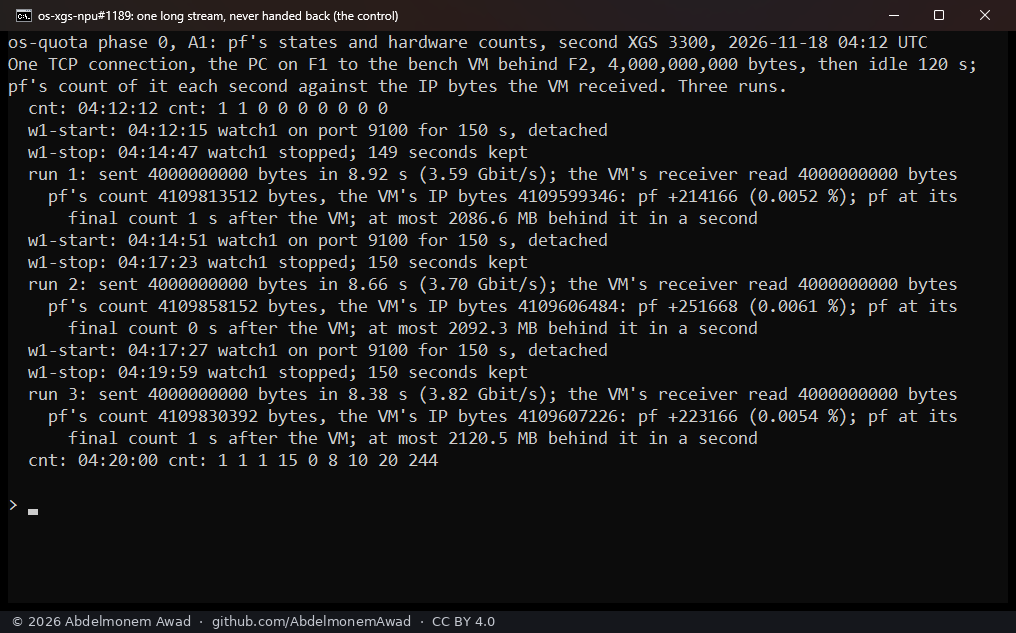 os-xgs-npu#1189: one long stream, never handed back (the control)
os-quota phase 0, A1: pf's states and hardware counts, second XGS 3300, 2026-11-18 04:12 UTC
One TCP connection, the PC on F1 to the bench VM behind F2, 4,000,000,000 bytes, then idle 120 s;
pf's count of it each second against the IP bytes the VM received. Three runs.
cnt: 04:12:12 cnt: 1 1 0 0 0 0 0 0 0
w1-start: 04:12:15 watch1 on port 9100 for 150 s, detached
w1-stop: 04:14:47 watch1 stopped; 149 seconds kept
run 1: sent 4000000000 bytes in 8.92 s (3.59 Gbit/s); the VM's receiver read 4000000000 bytes
pf's count 4109813512 bytes, the VM's IP bytes 4109599346: pf +214166 (0.0052 %); pf at its
final count 1 s after the VM; at most 2086.6 MB behind it in a second
w1-start: 04:14:51 watch1 on port 9100 for 150 s, detached
w1-stop: 04:17:23 watch1 stopped; 150 seconds kept
run 2: sent 4000000000 bytes in 8.66 s (3.70 Gbit/s); the VM's receiver read 4000000000 bytes
pf's count 4109858152 bytes, the VM's IP bytes 4109606484: pf +251668 (0.0061 %); pf at its
final count 0 s after the VM; at most 2092.3 MB behind it in a second
w1-start: 04:17:27 watch1 on port 9100 for 150 s, detached
w1-stop: 04:19:59 watch1 stopped; 150 seconds kept
run 3: sent 4000000000 bytes in 8.38 s (3.82 Gbit/s); the VM's receiver read 4000000000 bytes
pf's count 4109830392 bytes, the VM's IP bytes 4109607226: pf +223166 (0.0054 %); pf at its
final count 1 s after the VM; at most 2120.5 MB behind it in a second
cnt: 04:20:00 cnt: 1 1 1 15 0 8 10 20 244
>
© 2026 Abdelmonem Awad · github.com/AbdelmonemAwad · CC BY 4.0